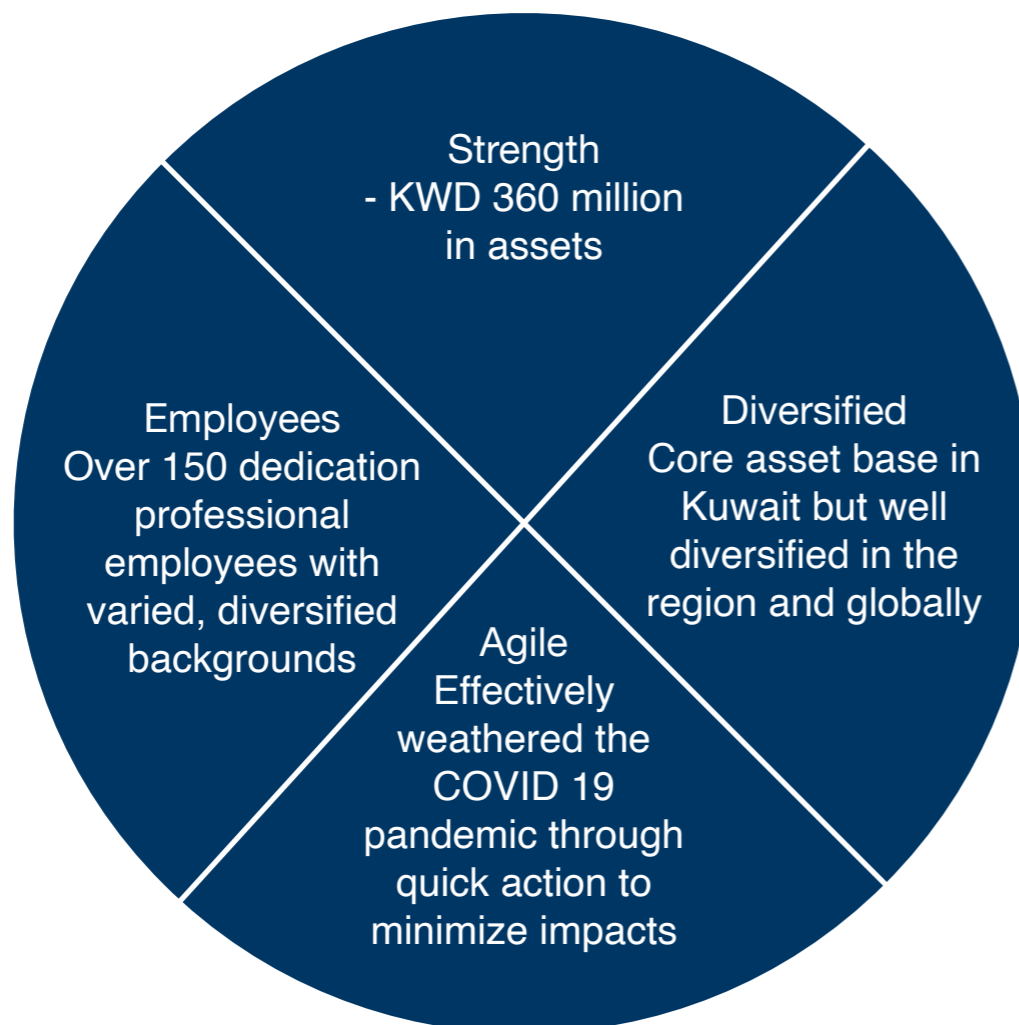 Strength
- KWD 360 million
in assets
Diversified
Core asset base in
Kuwait but well
diversified in the
region and globally
Agile
Effectively
weathered the
COVID 19
pandemic through
quick action to
minimize impacts
Employees
Over 150 dedication
professional
employees with
varied, diversified
backgrounds